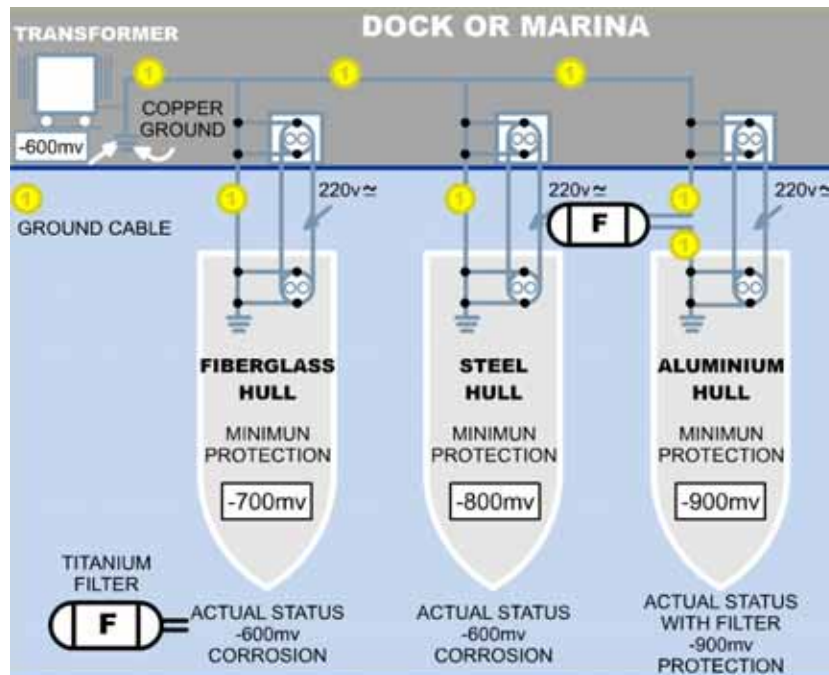 DOCK OR MARINA
TRANSFORMER
1
1
1
COPPER
GROUND
-600mv
1
GROUND CABLE
1
220v≃
1
220v≃
F
1
1
220v≃
FIBERGLASS
HULL
MINIMUN
PROTECTION
-700mv
STEEL
HULL
MINIMUN
PROTECTION
-800mv
ALUMINIUM
HULL
MINIMUN
PROTECTION
-900mv
TITANIUM
FILTER
F
ACTUAL STATUS
-600mv
CORROSION
ACTUAL STATUS
-600mv
CORROSION
ACTUAL STATUS
WITH FILTER
-900mv
PROTECTION